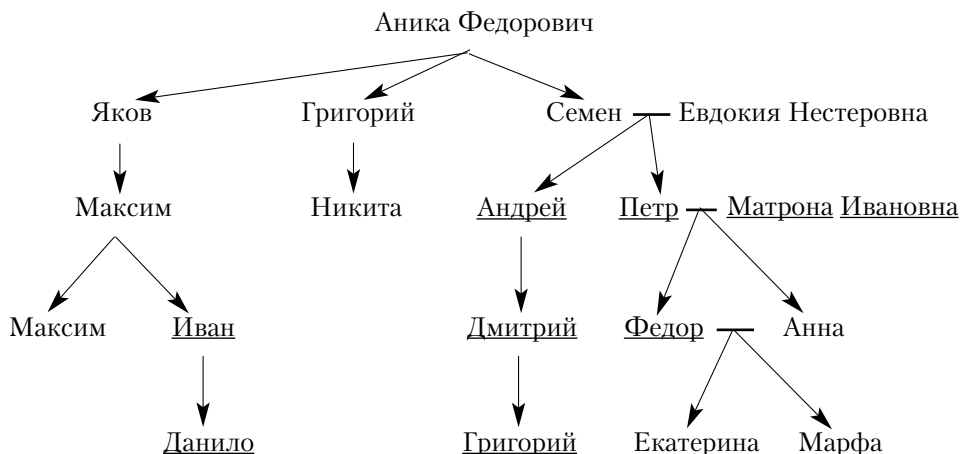 Аника Федорович
Яков Григорий Семен Евдокия Нестеровна
Максим Никита Андрей Петр Матрона Ивановна
Максим Иван Дмитрий Федор Анна
Данило Григорий Екатерина Марфа